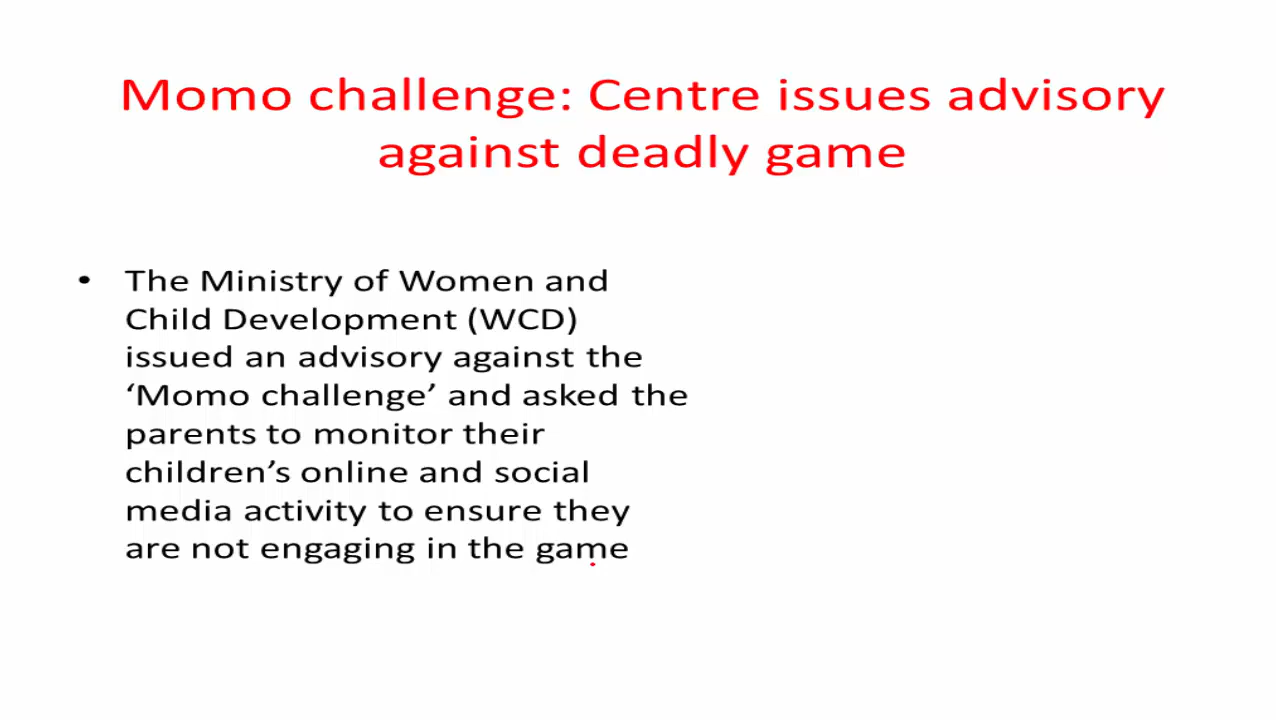 Momo challenge: Centre issues advisory
against deadly game
• The Ministry of Women and
Child Development (WCD)
issued an advisory against the
‘Momo challenge’ and asked the
parents to monitor their
children’s online and social
media activity to ensure they
are not engaging in the game